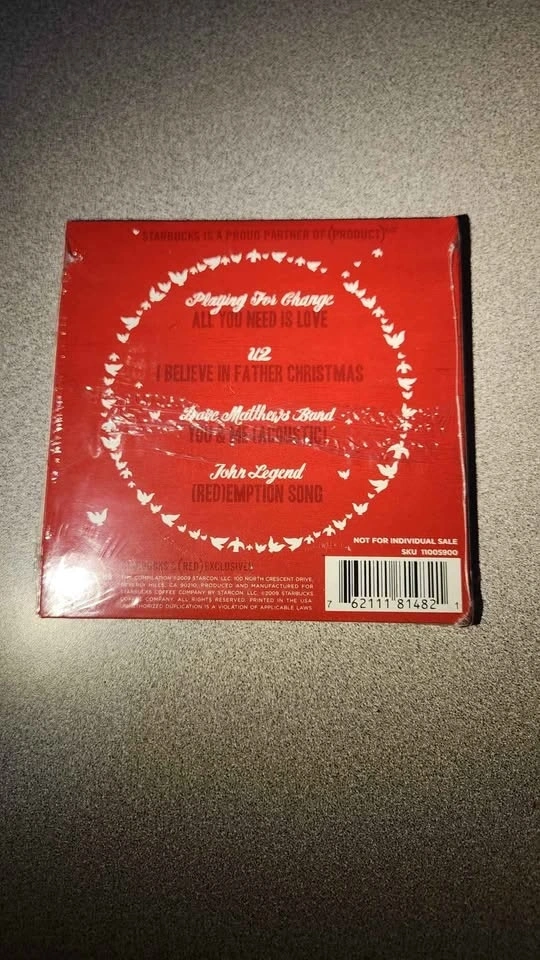 STARBUCKS IS A PROUD PARTNER OF (PRODUCT)RED
Playing For Change
ALL YOU NEED IS LOVE
U2
I BELIEVE IN FATHER CHRISTMAS
Dave Matthews Band
YOU & ME (ACOUSTIC)
John Legend
(RED)EMPTION SONG
NOT FOR INDIVIDUAL SALE
SKU 11005900
(RED) EXCLUSIVE
THIS COMPILATION ©2009 STARCON, LLC. 100 NORTH CRESCENT DRIVE,
BEVERLY HILLS, CA 90210. PRODUCED AND MANUFACTURED FOR
STARBUCKS COFFEE COMPANY BY STARCON LLC. ©2009 STARBUCKS
COFFEE COMPANY. ALL RIGHTS RESERVED. PRINTED IN THE USA.
UNAUTHORIZED DUPLICATION IS A VIOLATION OF APPLICABLE LAWS.
7 62111 81482 1